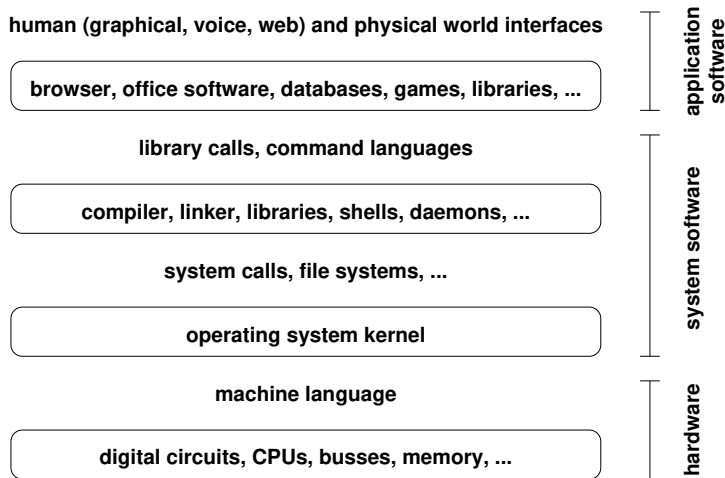 human (graphical, voice, web) and physical world interfaces
browser, office software, databases, games, libraries, ...
application
software
library calls, command languages
compiler, linker, libraries, shells, daemons, ...
system calls, file systems, ...
operating system kernel
system software
machine language
digital circuits, CPUs, busses, memory, ...
hardware